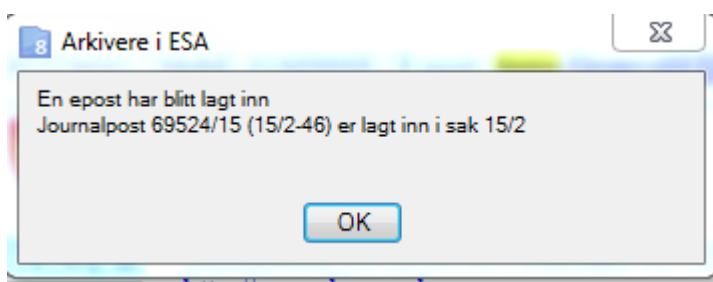 8 Arkivere i ESA
En epost har blitt lagt inn
Journalpost 69524/15 (15/2-46) er lagt inn i sak 15/2
OK